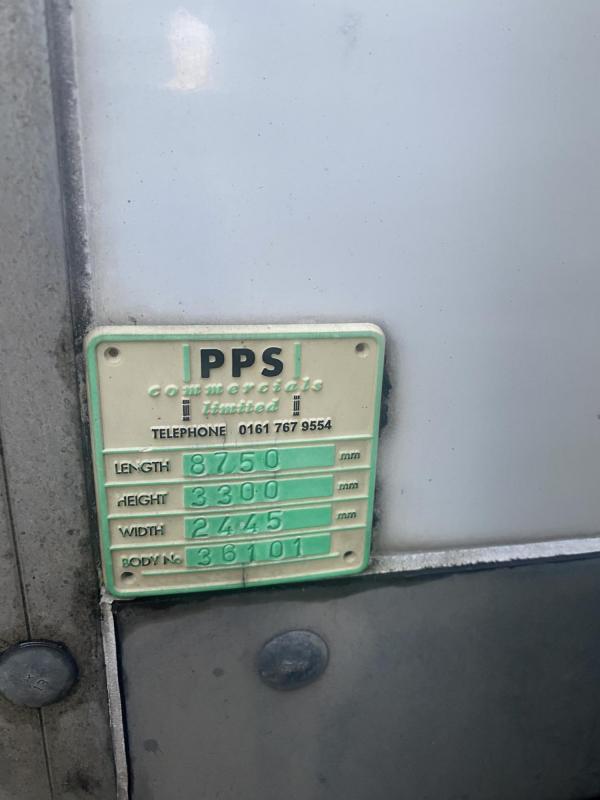 PPS
commercials
limited
TELEPHONE 0161 767 9554
LENGTH 8750 mm
HEIGHT 3300 mm
WIDTH 2445 mm
BODY No 36101